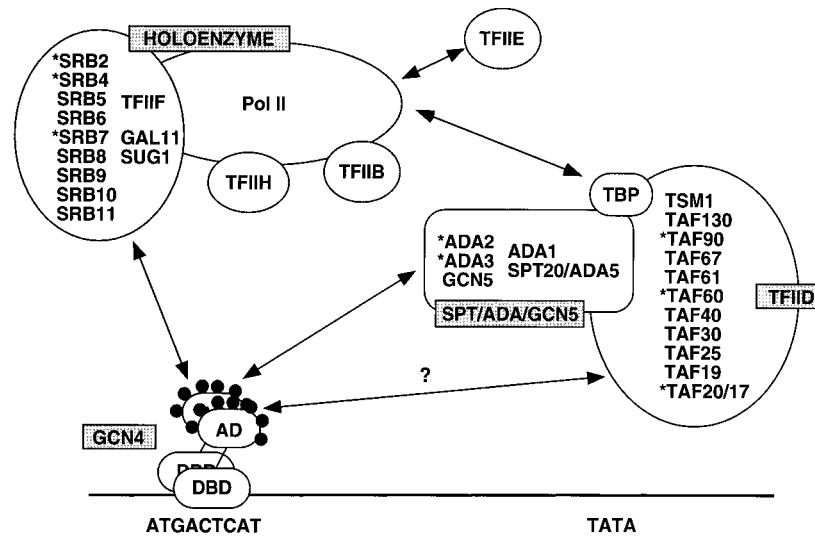 HOLOENZYME
TFIIE
*SRB2
*SRB4
SRB5
SRB6
*SRB7
SRB8
SRB9
SRB10
SRB11
TFIIF
GAL11
SUG1
Pol II
TFIIH
TFIIB
TBP
*ADA2
*ADA3
GCN5
ADA1
SPT20/ADA5
SPT/ADA/GCN5
TSM1
TAF130
*TAF90
TAF67
TAF61
*TAF60
TAF40
TAF30
TAF25
TAF19
*TAF20/17
TFIID
?
GCN4
AD
DBD
DBD
ATGACTCAT
TATA